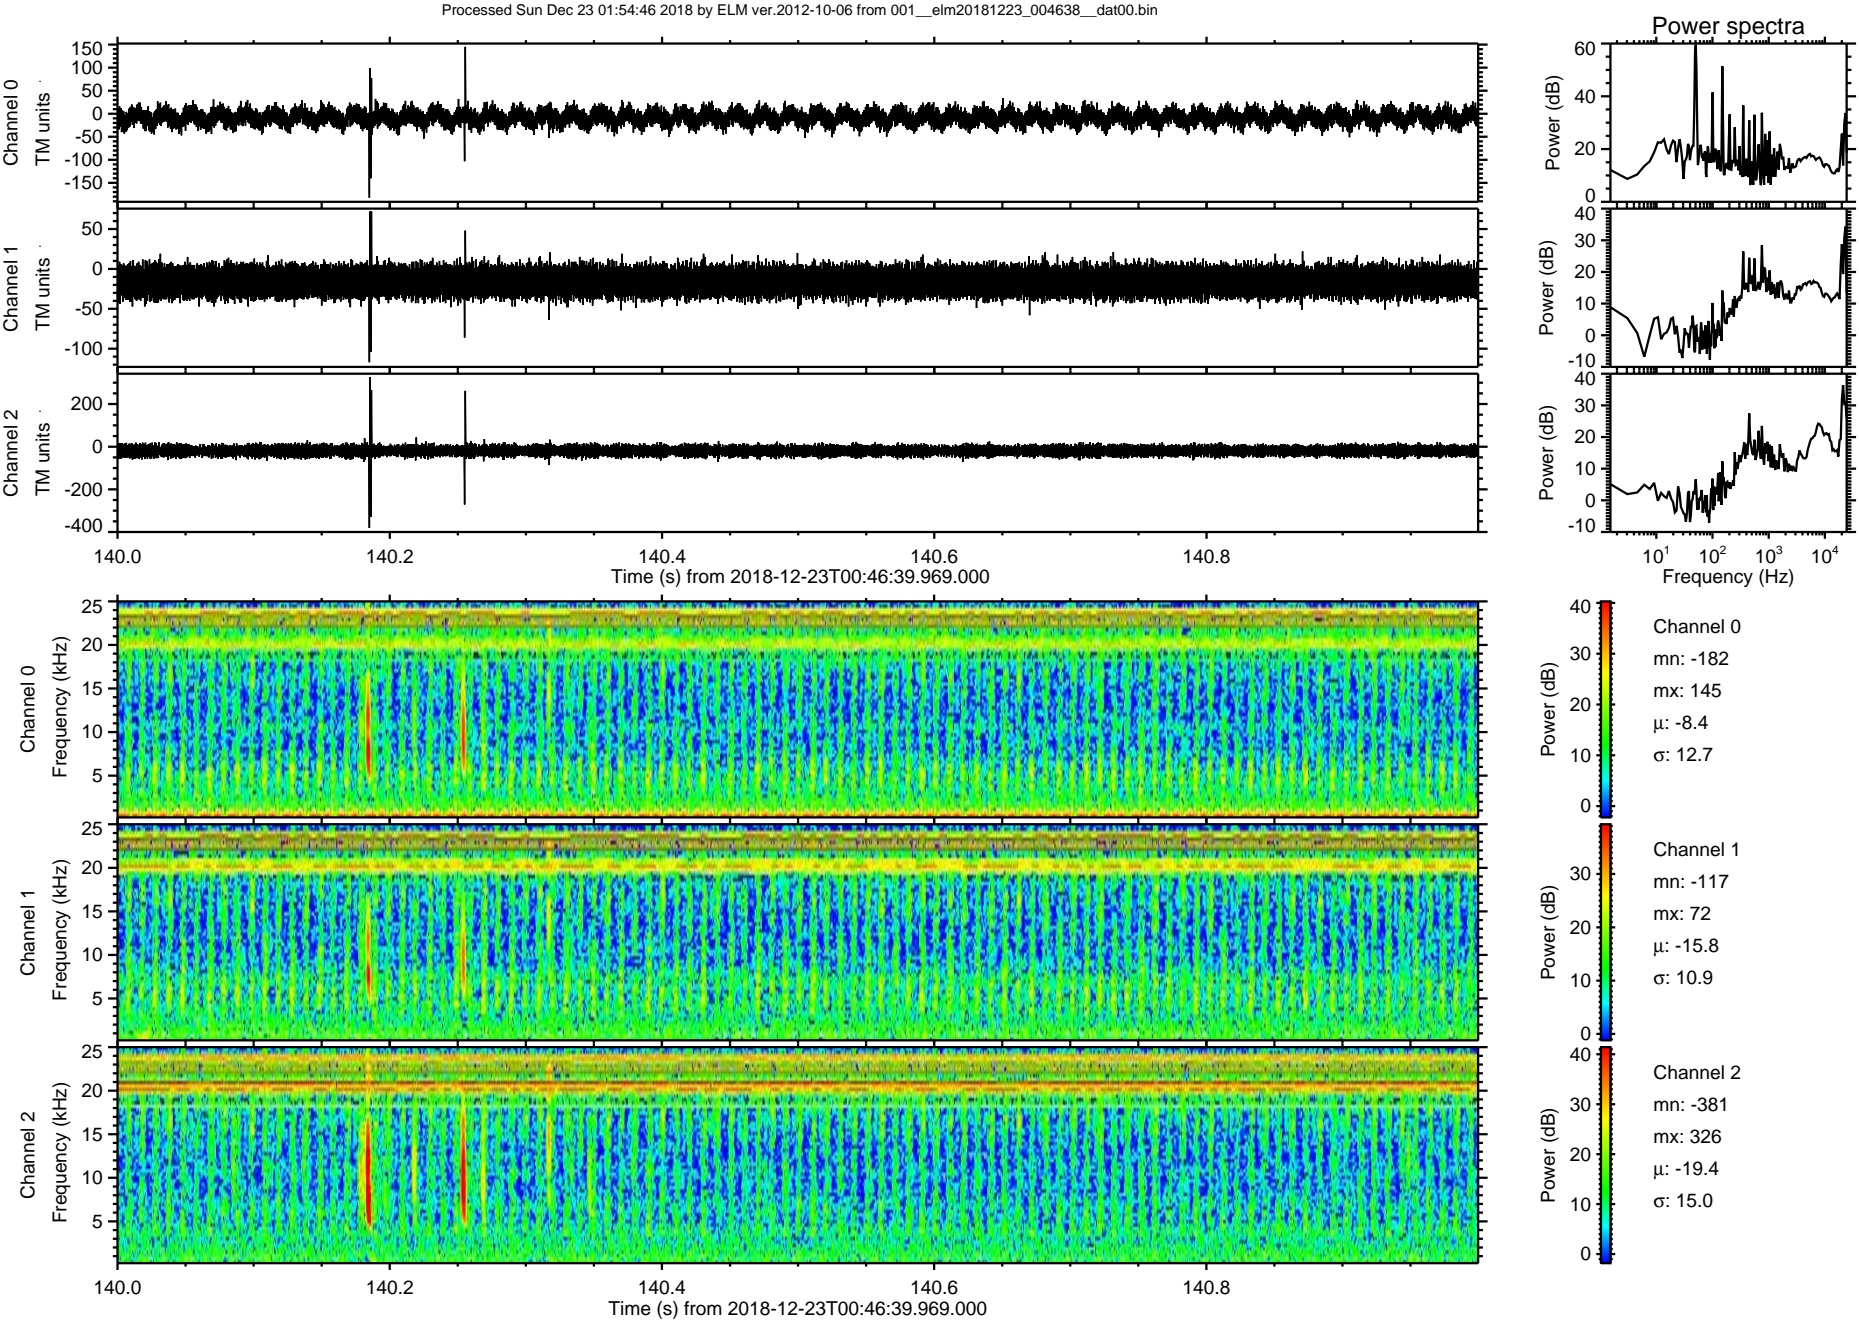 Processed Sun Dec 23 01:54:46 2018 by ELM ver.2012-10-06 from 001__elm20181223_004638__dat00.bin
Power spectra
Channel 0
TM units
150
100
50
0
-50
-100
-150
Power (dB)
60
40
20
0
Channel 1
TM units
50
0
-50
-100
Power (dB)
40
30
20
10
0
-10
Channel 2
TM units
200
0
-200
-400
Power (dB)
40
30
20
10
0
-10
140.0 140.2 140.4 140.6 140.8
Time (s) from 2018-12-23T00:46:39.969.000
10^1 10^2 10^3 10^4
Frequency (Hz)
Channel 0
Frequency (kHz)
25
20
15
10
5
Power (dB)
40
30
20
10
0
Channel 0
mn: -182
mx: 145
μ: -8.4
σ: 12.7
Channel 1
Frequency (kHz)
25
20
15
10
5
Power (dB)
30
20
10
0
Channel 1
mn: -117
mx: 72
μ: -15.8
σ: 10.9
Channel 2
Frequency (kHz)
25
20
15
10
5
Power (dB)
40
30
20
10
0
Channel 2
mn: -381
mx: 326
μ: -19.4
σ: 15.0
140.0 140.2 140.4 140.6 140.8
Time (s) from 2018-12-23T00:46:39.969.000